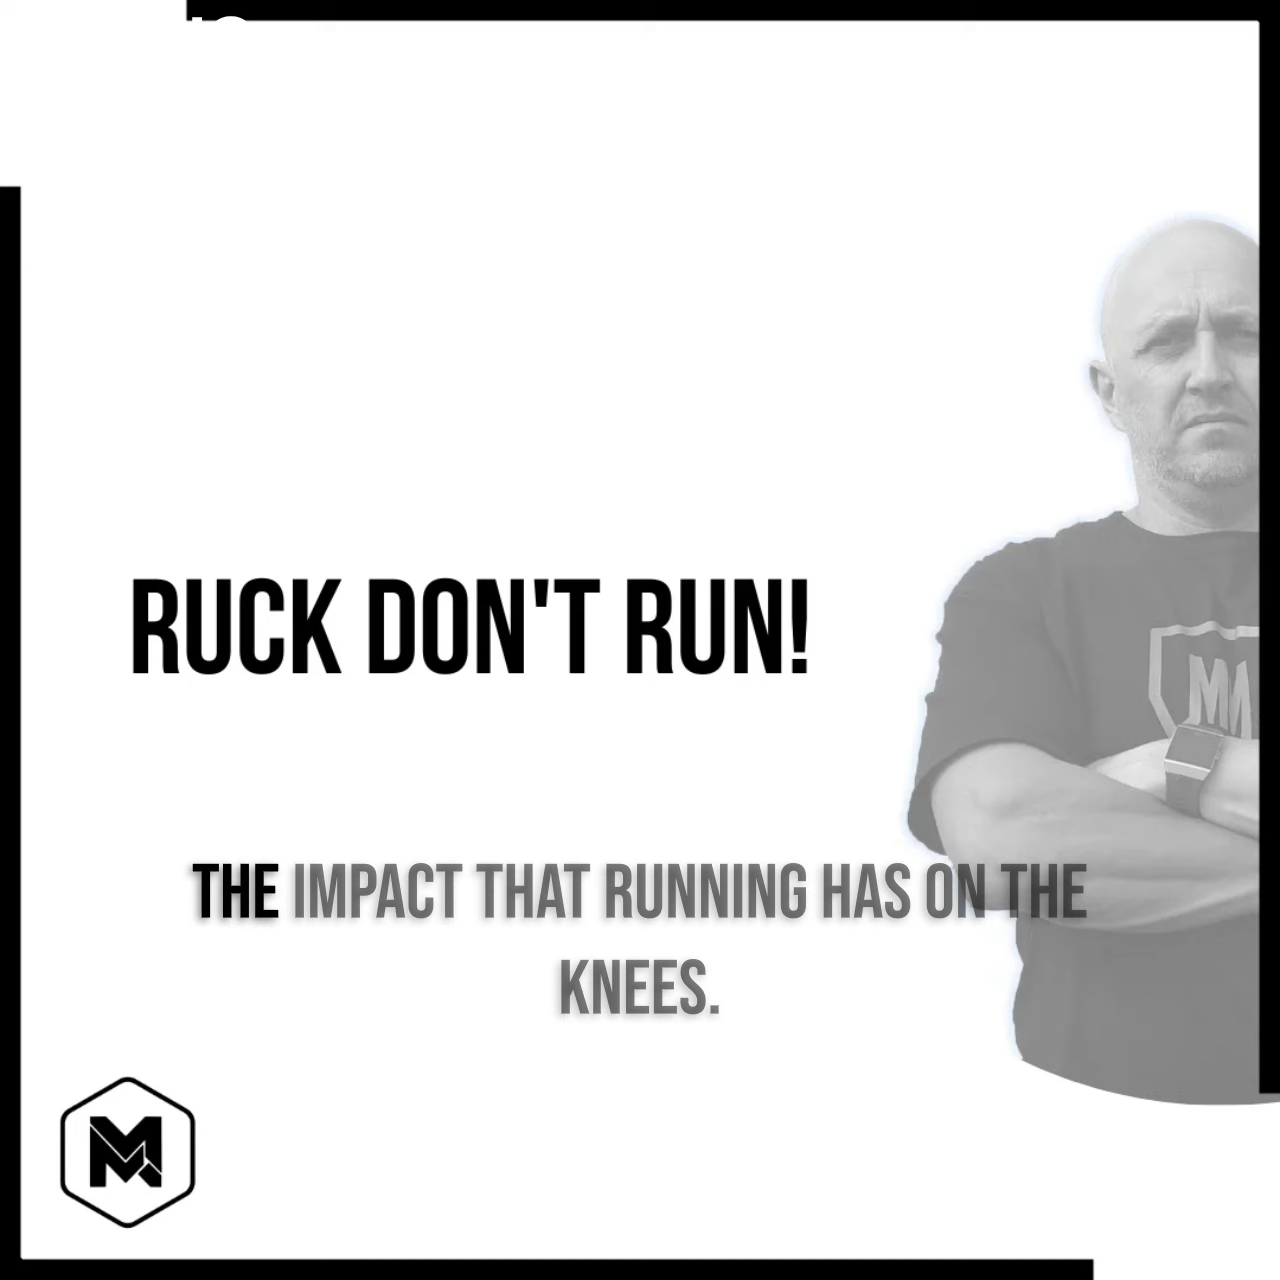 RUCK DON'T RUN!
THE IMPACT THAT RUNNING HAS ON THE
KNEES.
M